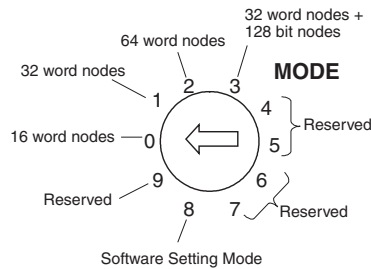 32 word nodes +
128 bit nodes
64 word nodes
MODE
32 word nodes
2
3
1
4
Reserved
16 word nodes
0
5
9
6
Reserved
8
7
Reserved
Software Setting Mode